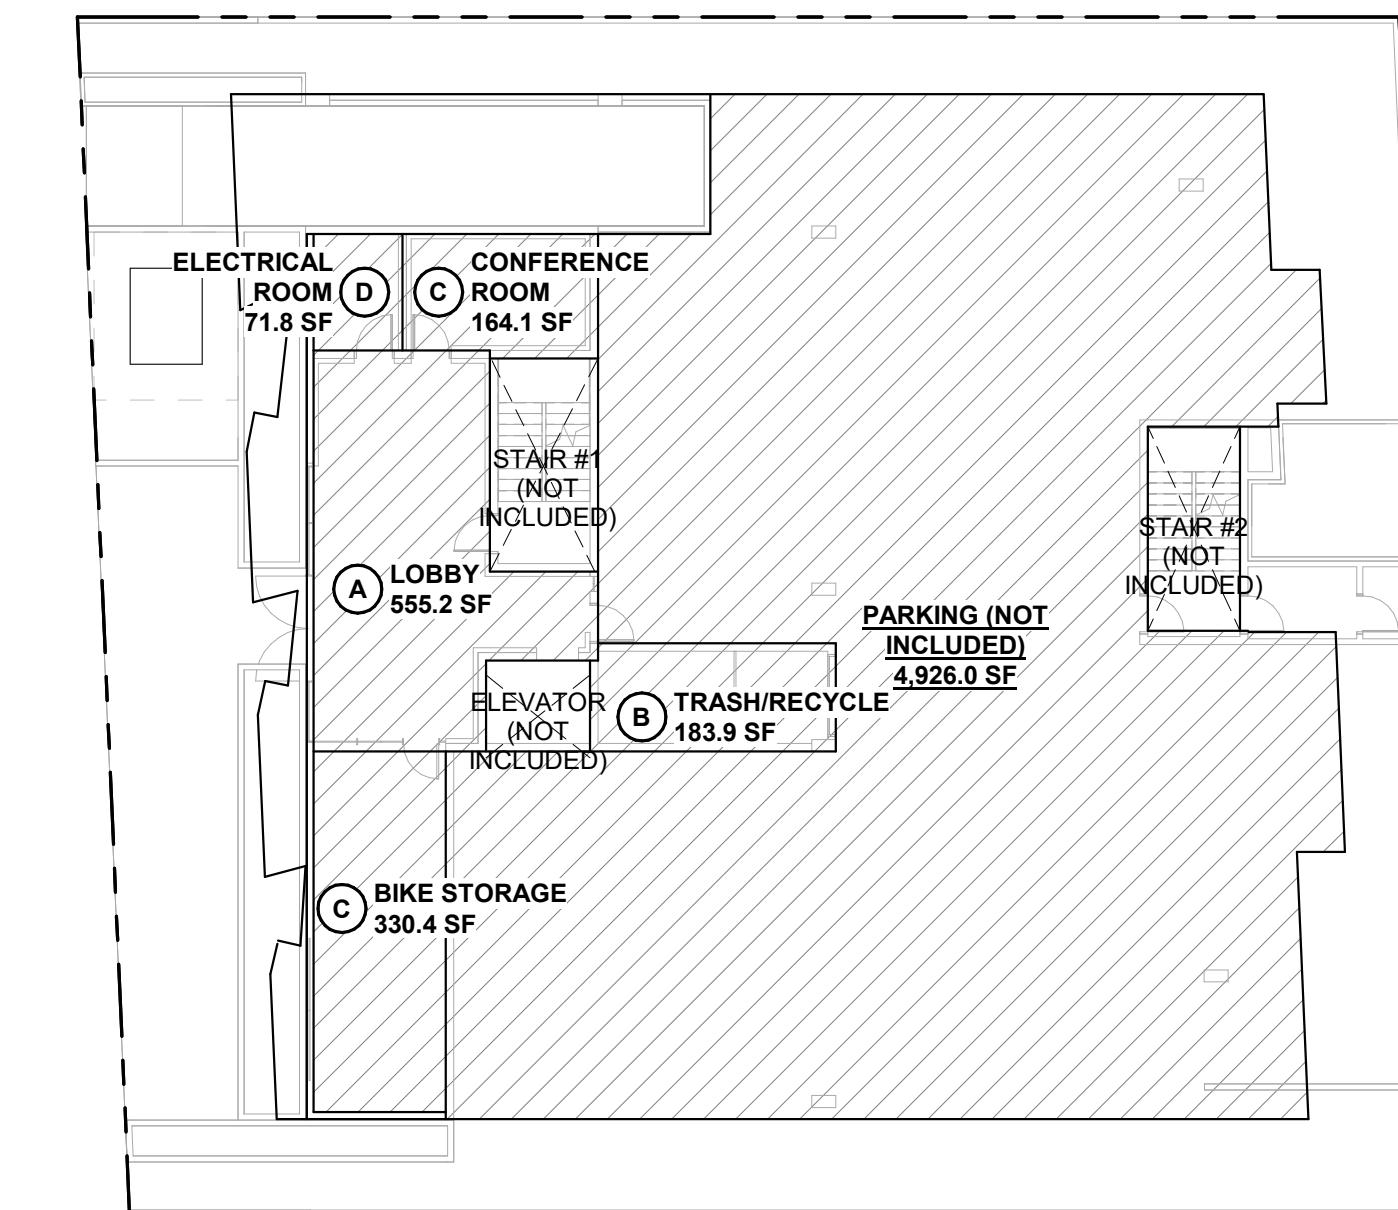 ELECTRICAL
ROOM
71.8 SF
D
C
CONFERENCE
ROOM
164.1 SF
STAIR #1
(NOT
INCLUDED)
STAIR #2
(NOT
INCLUDED)
A
LOBBY
555.2 SF
PARKING (NOT
INCLUDED)
4,926.0 SF
ELEVATOR
(NOT
INCLUDED)
B
TRASH/RECYCLE
183.9 SF
C
BIKE STORAGE
330.4 SF